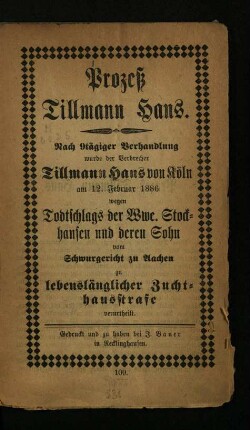 Prozeß
Tillmann Hans.
Nach 9tägiger Verhandlung
wurde der Verbrecher
Tillmann Hans von Köln
am 12. Februar 1886
wegen
Todtschlags der Wwe. Stock-
hausen und deren Sohn
vom
Schwurgericht zu Aachen
zu
lebenslänglicher Zucht-
hausstrafe
verurtheilt.
Gedruckt und zu haben bei J. Bauer
in Recklinghausen.
109.